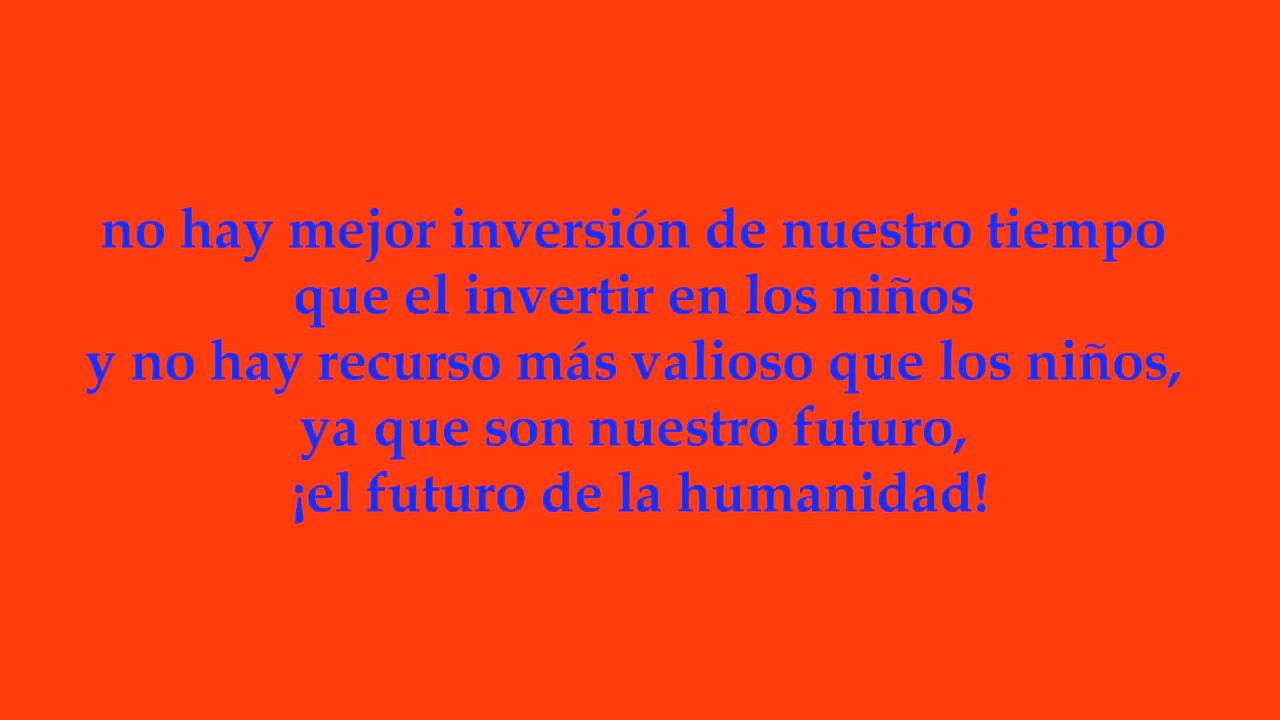 no hay mejor inversión de nuestro tiempo
que el invertir en los niños
y no hay recurso más valioso que los niños,
ya que son nuestro futuro,
¡el futuro de la humanidad!